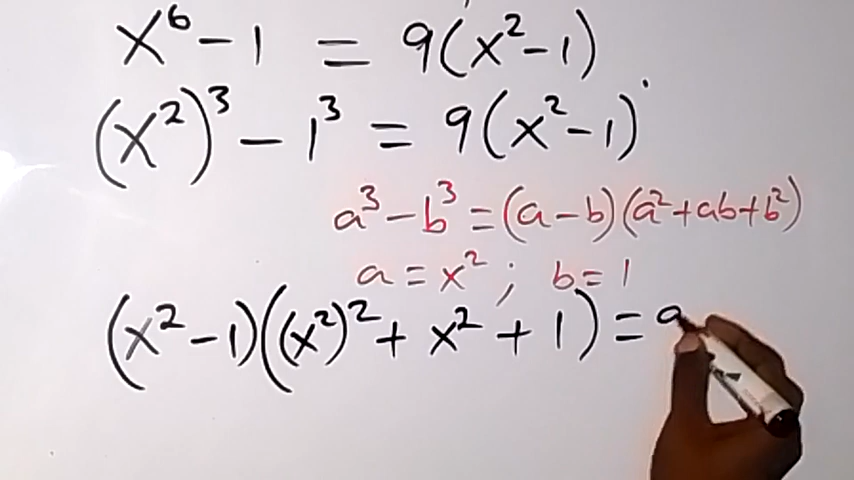 x⁶ - 1 = 9(x² - 1)
(x²)³ - 1³ = 9(x² - 1)
a³ - b³ = (a - b)(a² + ab + b²)
a = x² ; b = 1
(x² - 1)((x²)² + x² + 1) = 9